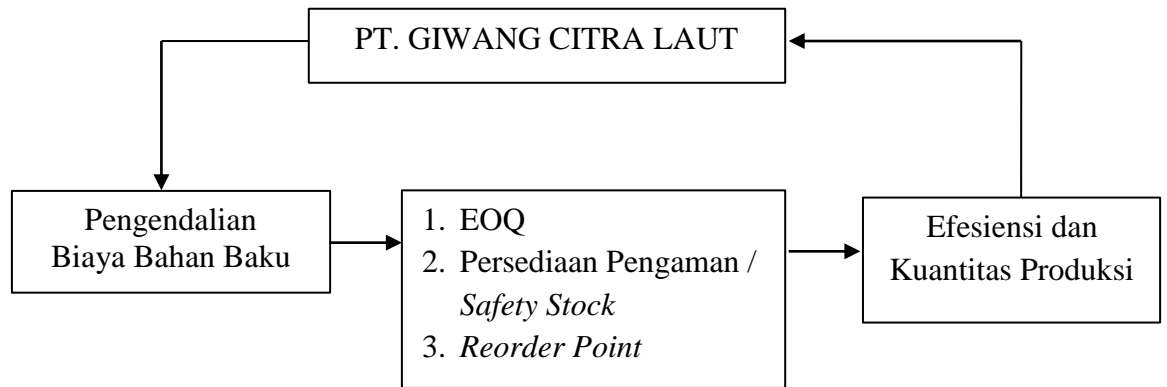 PT. GIWANG CITRA LAUT
Pengendalian
Biaya Bahan Baku
1. EOQ
2. Persediaan Pengaman /
Safety Stock
3. Reorder Point
Efesiensi dan
Kuantitas Produksi